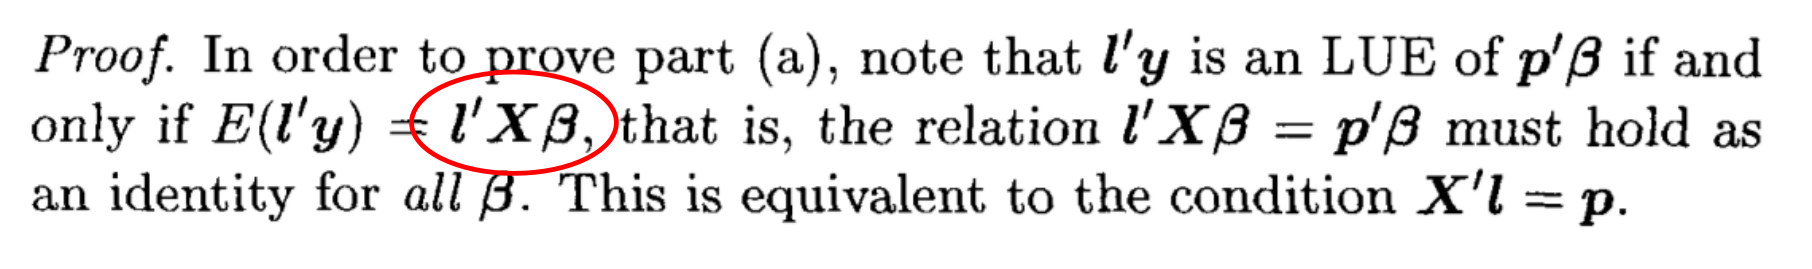 Proof. In order to prove part (a), note that l'y is an LUE of p'β if and
only if E(l'y) = l'Xβ, that is, the relation l'Xβ = p'β must hold as
an identity for all β. This is equivalent to the condition X'l = p.